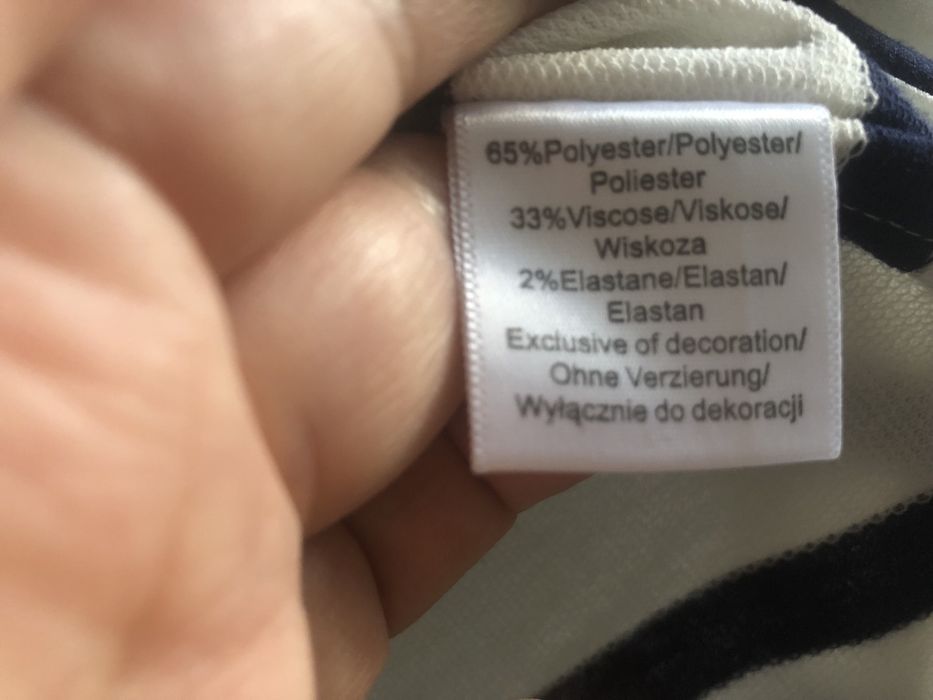 65%Polyester/Polyester/
Poliester
33%Viscose/Viskose/
Wiskoza
2%Elastane/Elastan/
Elastan
Exclusive of decoration/
Ohne Verzierung/
Wyłącznie do dekoracji